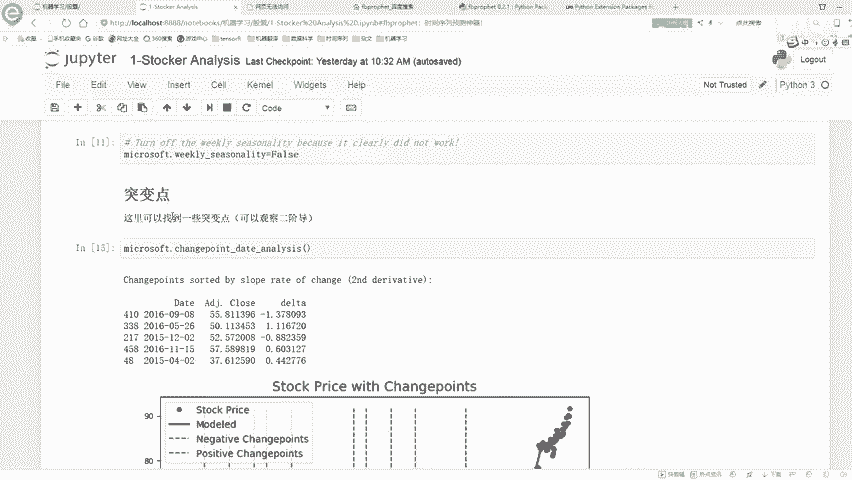 机器学习/股票/
1-Stocker Analysis
fbprophet_百度搜索
fbprophet 0.2.1 : Python Pack
Python Extension Packages fo
http://localhost:8888/notebooks/机器学习/股票/1-Stocker%20Analysis%20.ipynb#fbprophet：时间序列预测神器!
点此搜索
收藏 手机收藏夹 谷歌 网址大全 360搜索 游戏中心 tensorfl 机器翻译 数据科学 时间序列 论文 机器学习
jupyter 1-Stocker Analysis Last Checkpoint: Yesterday at 10:32 AM (autosaved)
Logout
File Edit View Insert Cell Kernel Widgets Help
Not Trusted
Python 3
Code
In [11]:
# Turn off the weekly seasonality because it clearly did not work!
microsoft.weekly_seasonality=False
突变点
这里可以找到一些突变点（可以观察二阶导）
In [15]:
microsoft.changepoint_date_analysis()
Changepoints sorted by slope rate of change (2nd derivative):
Date Adj. Close delta
410 2016-09-08 55.811396 -1.378093
338 2016-05-26 50.113453 1.116720
217 2015-12-02 52.572008 -0.882359
458 2016-11-15 57.589819 0.603127
48 2015-04-02 37.612590 0.442776
Stock Price with Changepoints
90
80
Stock Price
Modeled
Negative Changepoints
Positive Changepoints
下载